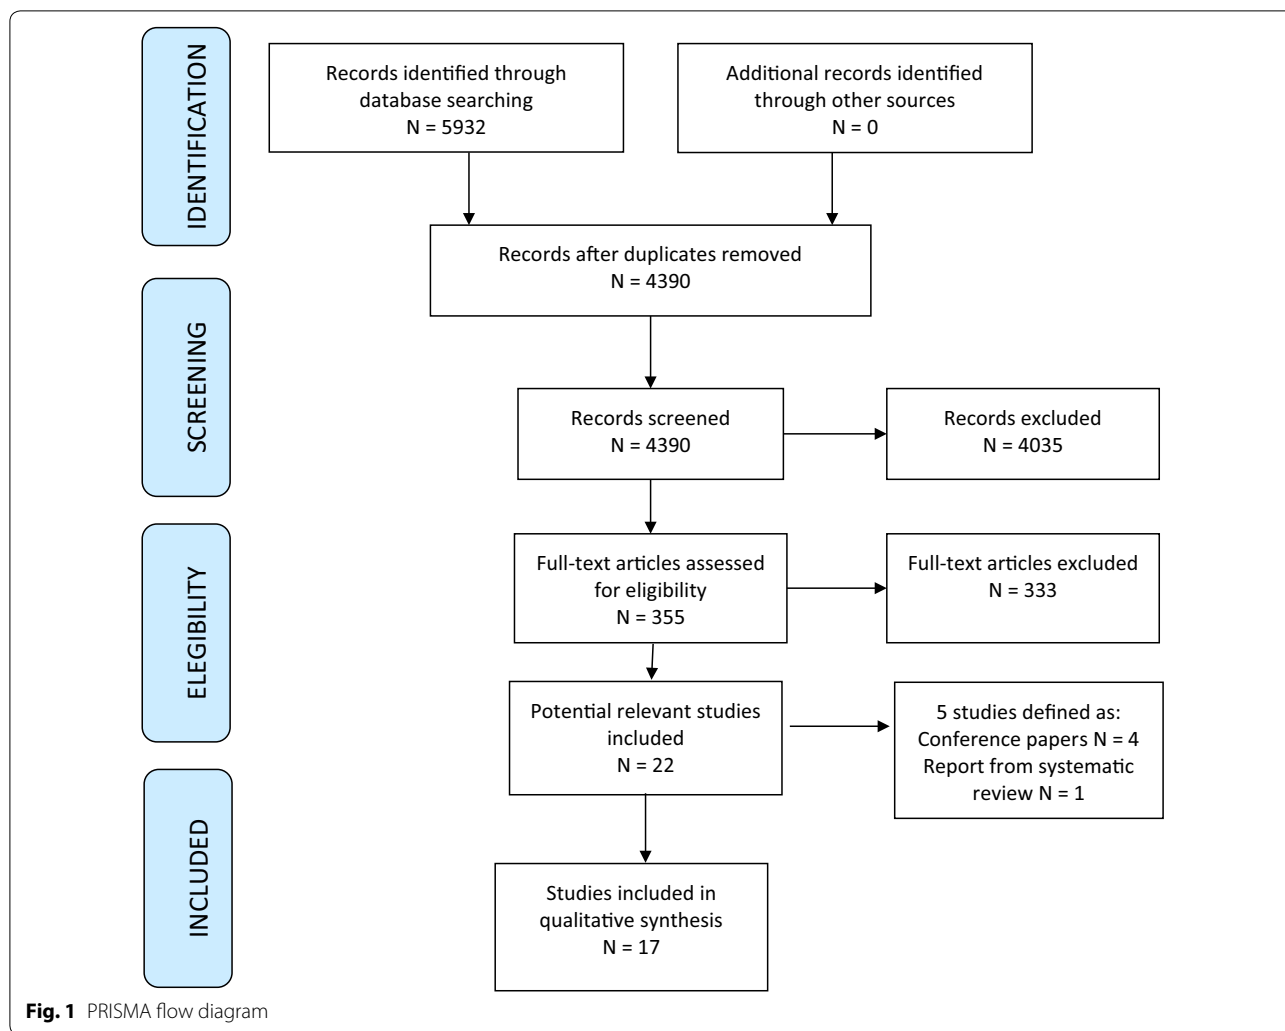 IDENTIFICATION
Records identified through
database searching
N = 5932
Additional records identified
through other sources
N = 0
Records after duplicates removed
N = 4390
SCREENING
Records screened
N = 4390
Records excluded
N = 4035
ELEGIBILITY
Full-text articles assessed
for eligibility
N = 355
Full-text articles excluded
N = 333
Potential relevant studies
included
N = 22
5 studies defined as:
Conference papers N = 4
Report from systematic
review N = 1
INCLUDED
Studies included in
qualitative synthesis
N = 17
Fig. 1 PRISMA flow diagram